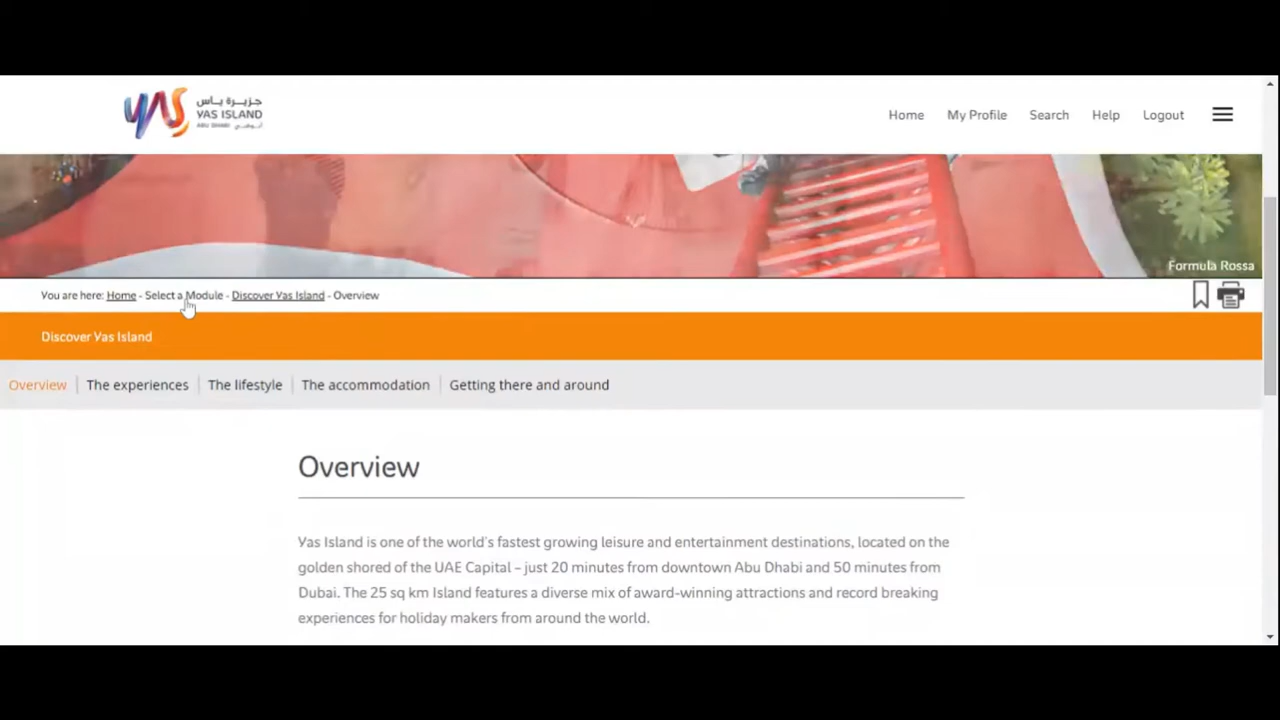 جزيرة ياس
YAS ISLAND
ABU DHABI أبوظبي
Home My Profile Search Help Logout
Formula Rossa
You are here: Home - Select a Module - Discover Yas Island - Overview
Discover Yas Island
Overview The experiences The lifestyle The accommodation Getting there and around
Overview
Yas Island is one of the world's fastest growing leisure and entertainment destinations, located on the
golden shored of the UAE Capital – just 20 minutes from downtown Abu Dhabi and 50 minutes from
Dubai. The 25 sq km Island features a diverse mix of award-winning attractions and record breaking
experiences for holiday makers from around the world.